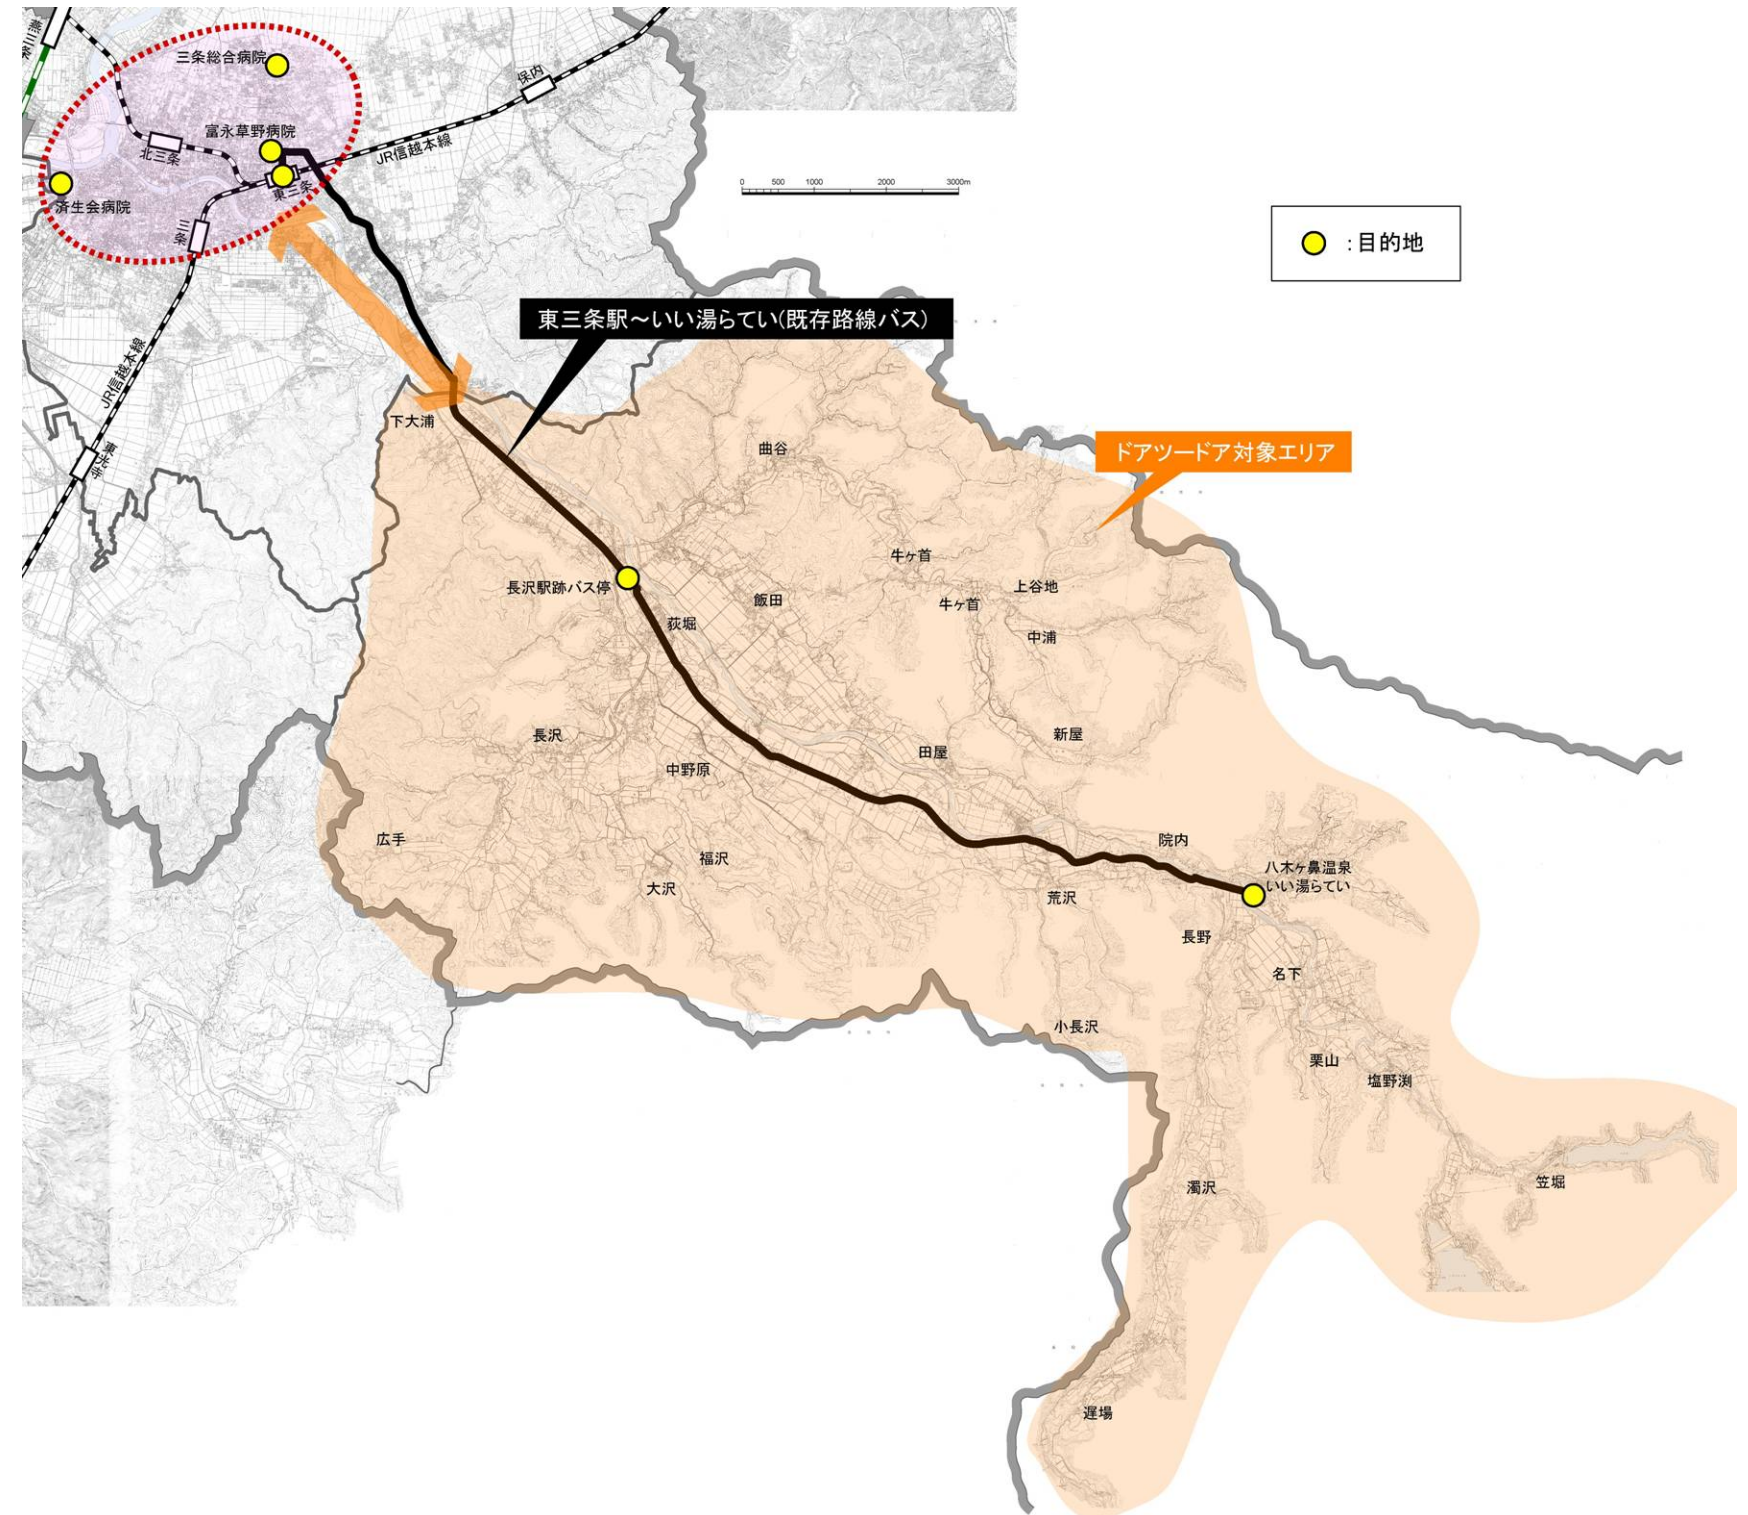 燕三条
三条総合病院
保内
富永草野病院
北三条
JR信越本線
東三条
済生会病院
三条
0 500 1000 2000 3000m
:目的地
東三条駅～いい湯らてい(既存路線バス)
JR信越本線
下大浦
東光寺
曲谷
ドアツードア対象エリア
牛ヶ首
長沢駅跡バス停
上谷地
飯田
牛ヶ首
荻堀
中浦
長沢
新屋
田屋
中野原
広手
院内
福沢
八木ヶ鼻温泉
いい湯らてい
大沢
荒沢
長野
名下
小長沢
栗山
塩野渕
笠堀
濁沢
遅場